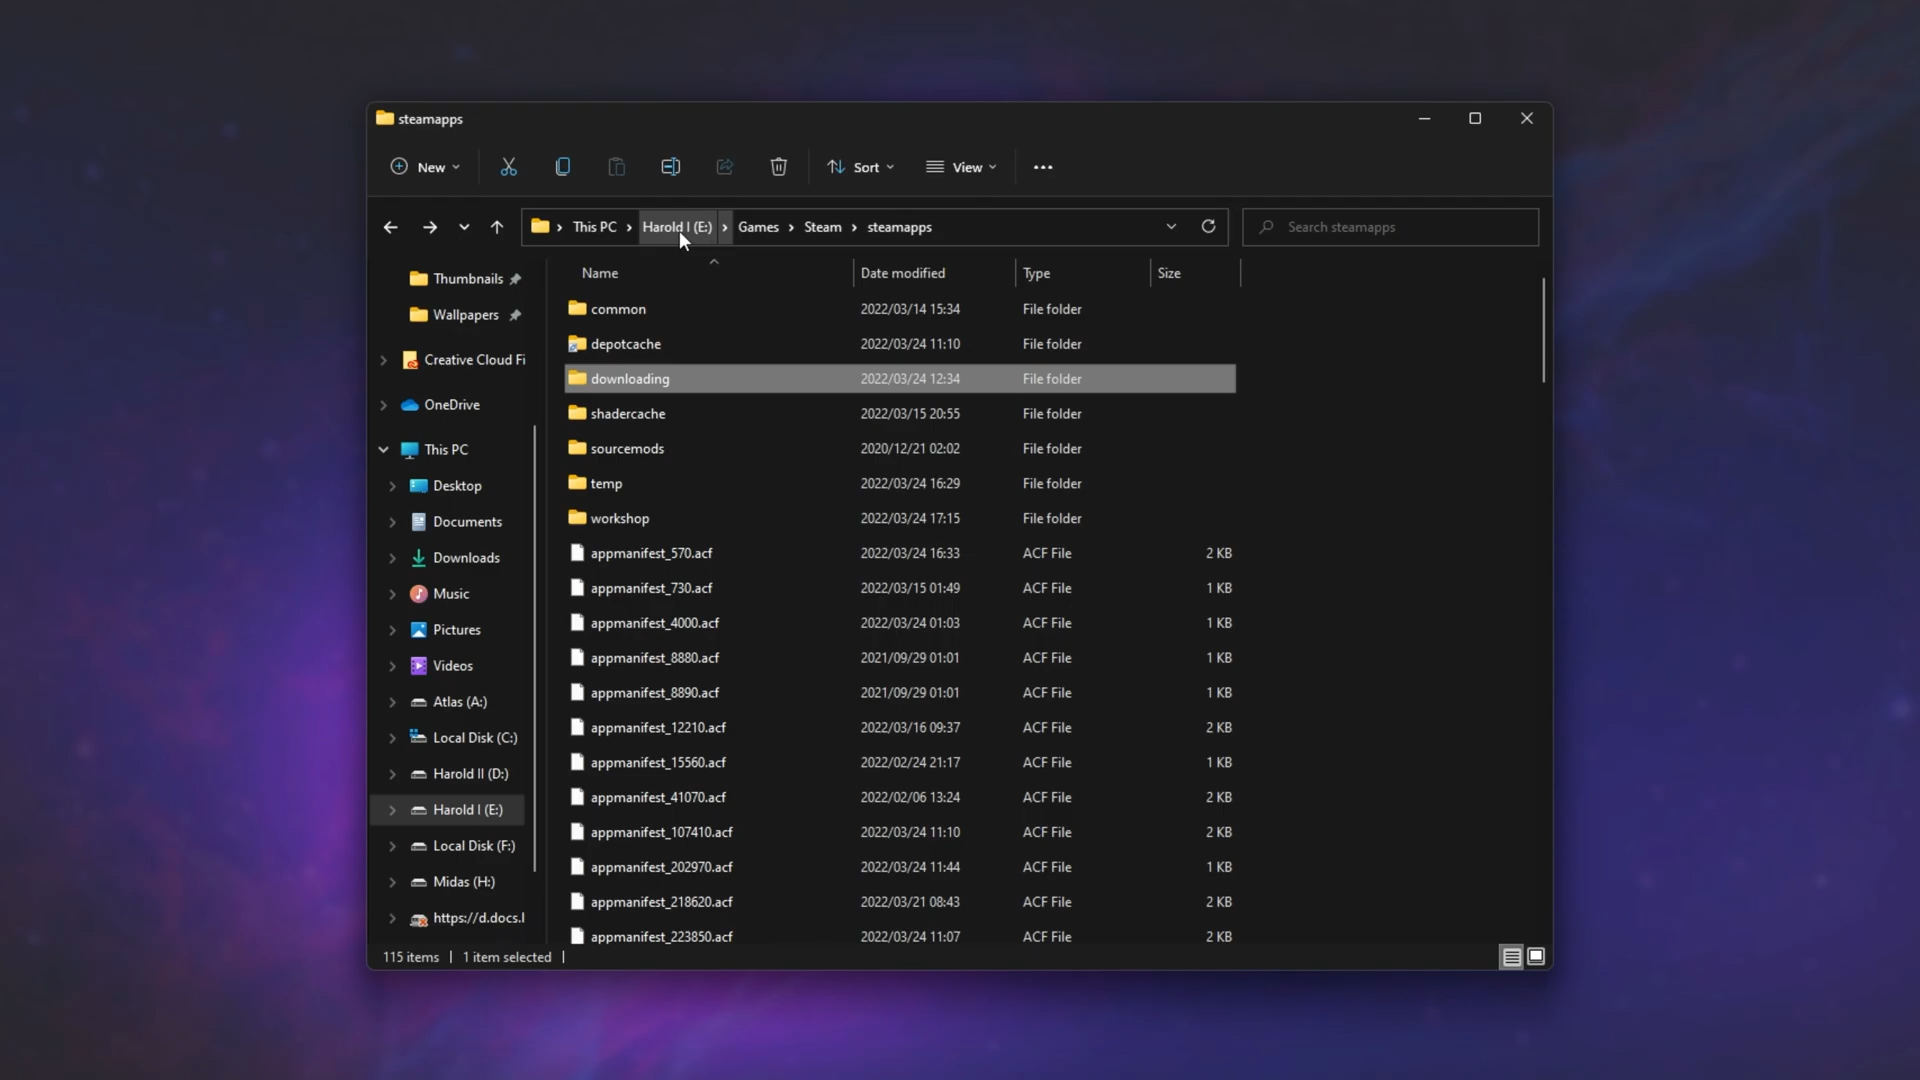 steamapps
New
Sort
View
This PC
Harold I (E:)
Games
Steam
steamapps
Search steamapps
Thumbnails
Wallpapers
Creative Cloud Fi
OneDrive
This PC
Desktop
Documents
Downloads
Music
Pictures
Videos
Atlas (A:)
Local Disk (C:)
Harold II (D:)
Harold I (E:)
Local Disk (F:)
Midas (H:)
https://d.docs.l
Name Date modified Type Size
common 2022/03/14 15:34 File folder
depotcache 2022/03/24 11:10 File folder
downloading 2022/03/24 12:34 File folder
shadercache 2022/03/15 20:55 File folder
sourcemods 2020/12/21 02:02 File folder
temp 2022/03/24 16:29 File folder
workshop 2022/03/24 17:15 File folder
appmanifest_570.acf 2022/03/24 16:33 ACF File 2 KB
appmanifest_730.acf 2022/03/15 01:49 ACF File 1 KB
appmanifest_4000.acf 2022/03/24 01:03 ACF File 1 KB
appmanifest_8880.acf 2021/09/29 01:01 ACF File 1 KB
appmanifest_8890.acf 2021/09/29 01:01 ACF File 1 KB
appmanifest_12210.acf 2022/03/16 09:37 ACF File 2 KB
appmanifest_15560.acf 2022/02/24 21:17 ACF File 1 KB
appmanifest_41070.acf 2022/02/06 13:24 ACF File 2 KB
appmanifest_107410.acf 2022/03/24 11:10 ACF File 2 KB
appmanifest_202970.acf 2022/03/24 11:44 ACF File 1 KB
appmanifest_218620.acf 2022/03/21 08:43 ACF File 2 KB
appmanifest_223850.acf 2022/03/24 11:07 ACF File 2 KB
115 items | 1 item selected |